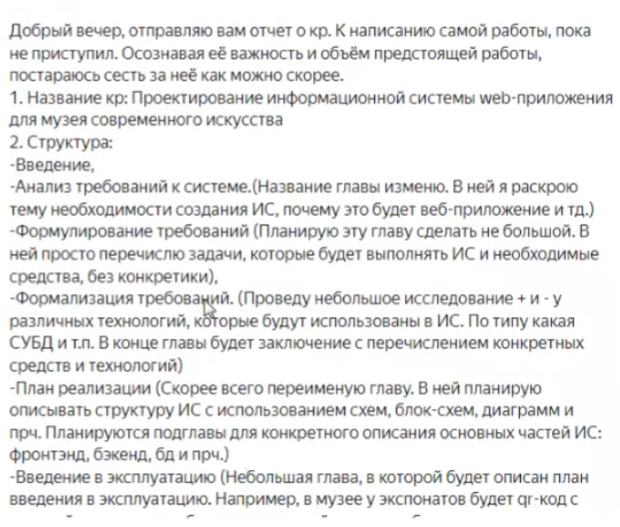 Добрый вечер, отправляю вам отчет о кр. К написанию самой работы, пока
не приступил. Осознавая её важность и объём предстоящей работы,
постараюсь сесть за неё как можно скорее.
1. Название кр: Проектирование информационной системы web-приложения
для музея современного искусства
2. Структура:
-Введение,
-Анализ требований к системе.(Название главы изменю. В ней я раскрою
тему необходимости создания ИС, почему это будет веб-приложение и тд.)
-Формулирование требований (Планирую эту главу сделать не большой. В
ней просто перечислю задачи, которые будет выполнять ИС и необходимые
средства, без конкретики),
-Формализация требований. (Проведу небольшое исследование + и - у
различных технологий, которые будут использованы в ИС. По типу какая
СУБД и т.п. В конце главы будет заключение с перечислением конкретных
средств и технологий)
-План реализации (Скорее всего переименую главу. В ней планирую
описывать структуру ИС с использованием схем, блок-схем, диаграмм и
прч. Планируются подглавы для конкретного описания основных частей ИС:
фронтэнд, бэкенд, бд и прч.)
-Введение в эксплуатацию (Небольшая глава, в которой будет описан план
введения в эксплуатацию. Например, в музее у экспонатов будет qr-код с